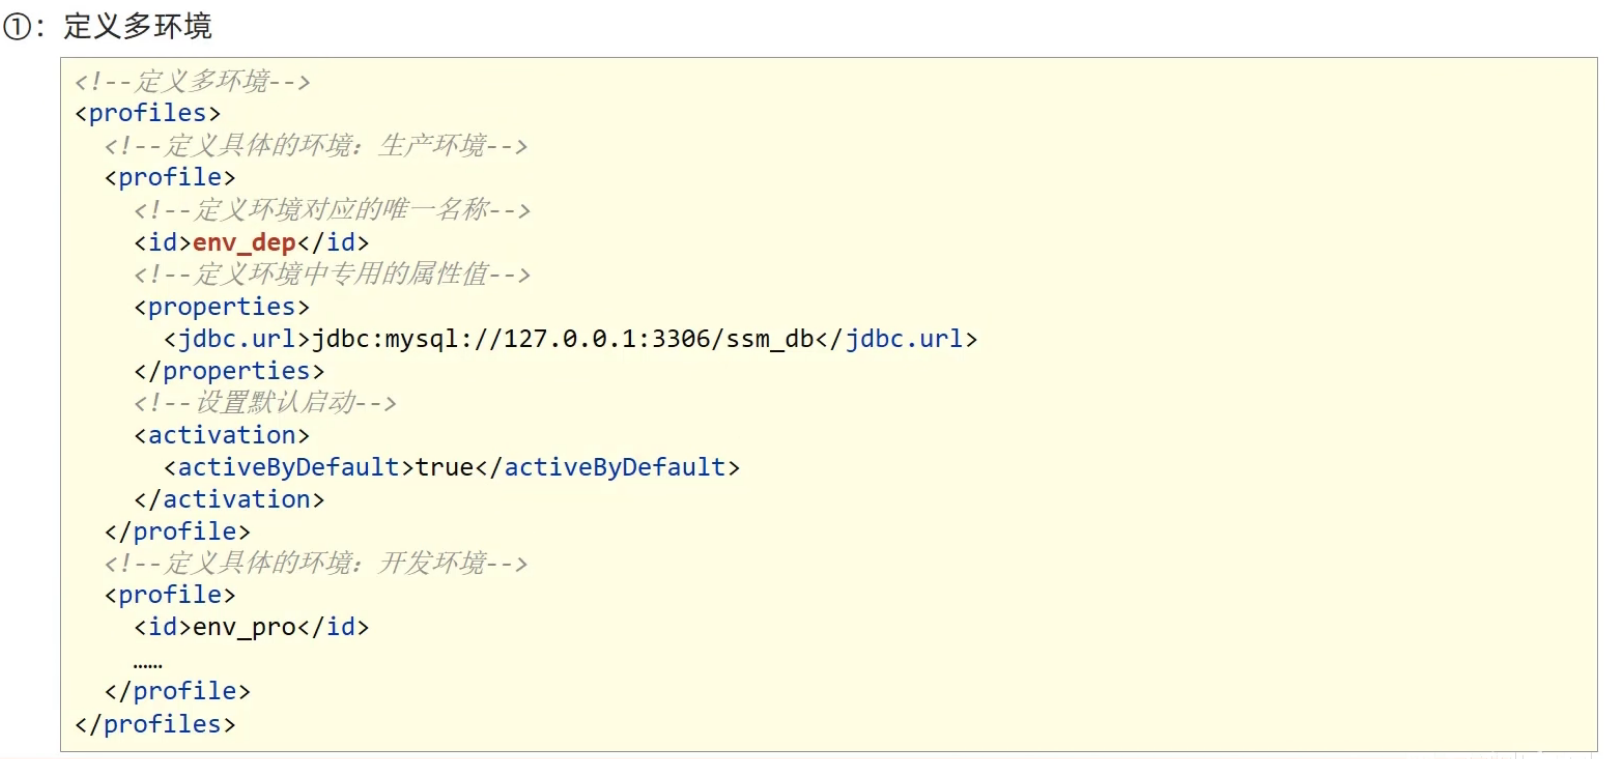 ①：定义多环境
<!--定义多环境-->
<profiles>
<!--定义具体的环境：生产环境-->
<profile>
<!--定义环境对应的唯一名称-->
<id>env_dep</id>
<!--定义环境中专用的属性值-->
<properties>
<jdbc.url>jdbc:mysql://127.0.0.1:3306/ssm_db</jdbc.url>
</properties>
<!--设置默认启动-->
<activation>
<activeByDefault>true</activeByDefault>
</activation>
</profile>
<!--定义具体的环境：开发环境-->
<profile>
<id>env_pro</id>
……
</profile>
</profiles>